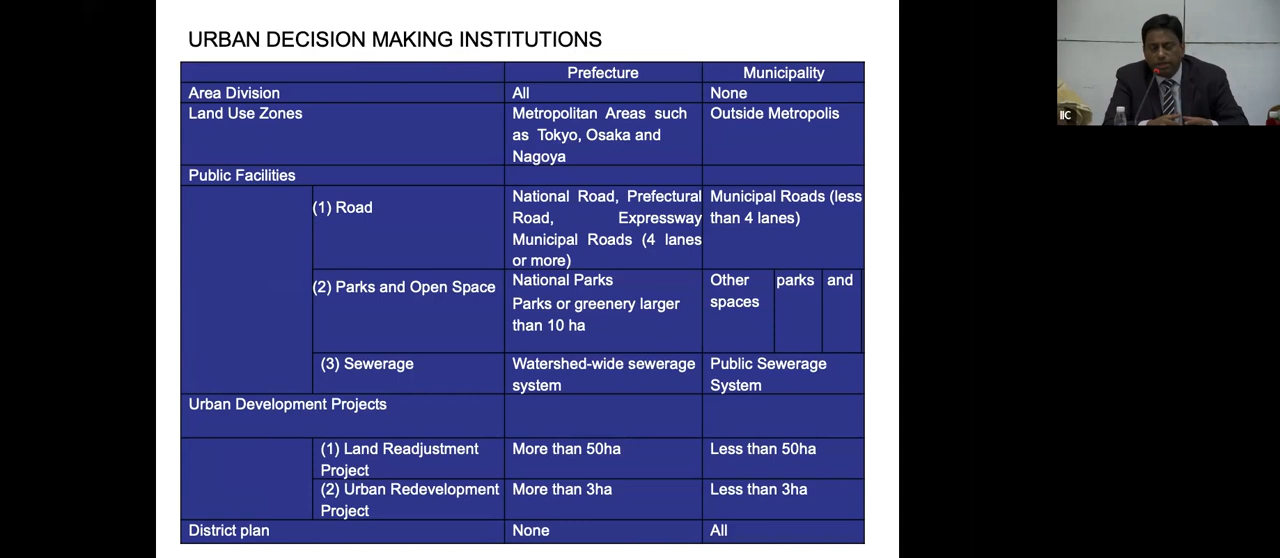 URBAN DECISION MAKING INSTITUTIONS
Prefecture Municipality
Area Division All None
Land Use Zones Metropolitan Areas such Outside Metropolis
as Tokyo, Osaka and
Nagoya
Public Facilities
(1) Road National Road, Prefectural Municipal Roads (less
Road, Expressway than 4 lanes)
Municipal Roads (4 lanes
or more)
(2) Parks and Open Space National Parks Other parks and
Parks or greenery larger spaces
than 10 ha
(3) Sewerage Watershed-wide sewerage Public Sewerage
system System
Urban Development Projects
(1) Land Readjustment More than 50ha Less than 50ha
Project
(2) Urban Redevelopment More than 3ha Less than 3ha
Project
District plan None All
IIC